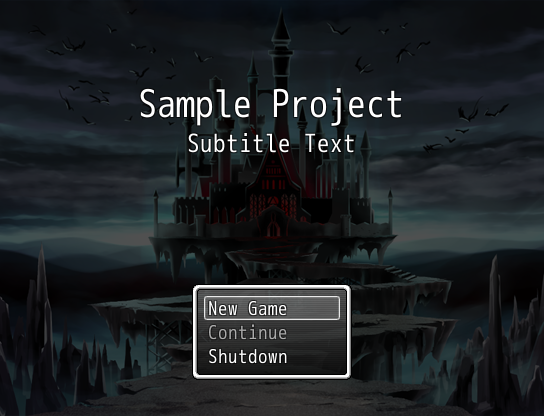 Sample Project
Subtitle Text
New Game
Continue
Shutdown